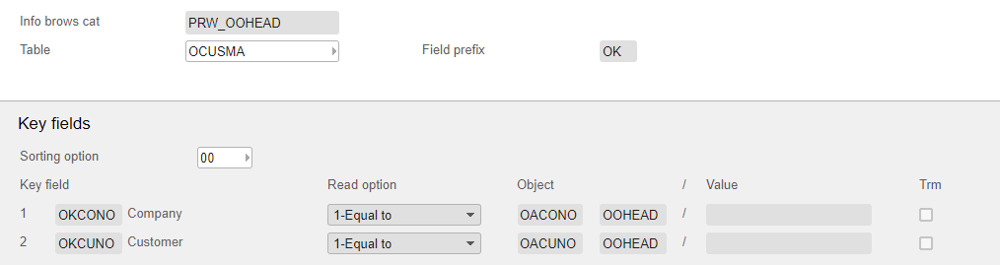 Info brows cat PRW_OOHEAD
Table OCUSMA Field prefix OK
Key fields
Sorting option 00
Key field Read option Object / Value Trm
1 OKCONO Company 1-Equal to OACONO OOHEAD /
2 OKCUNO Customer 1-Equal to OACUNO OOHEAD /